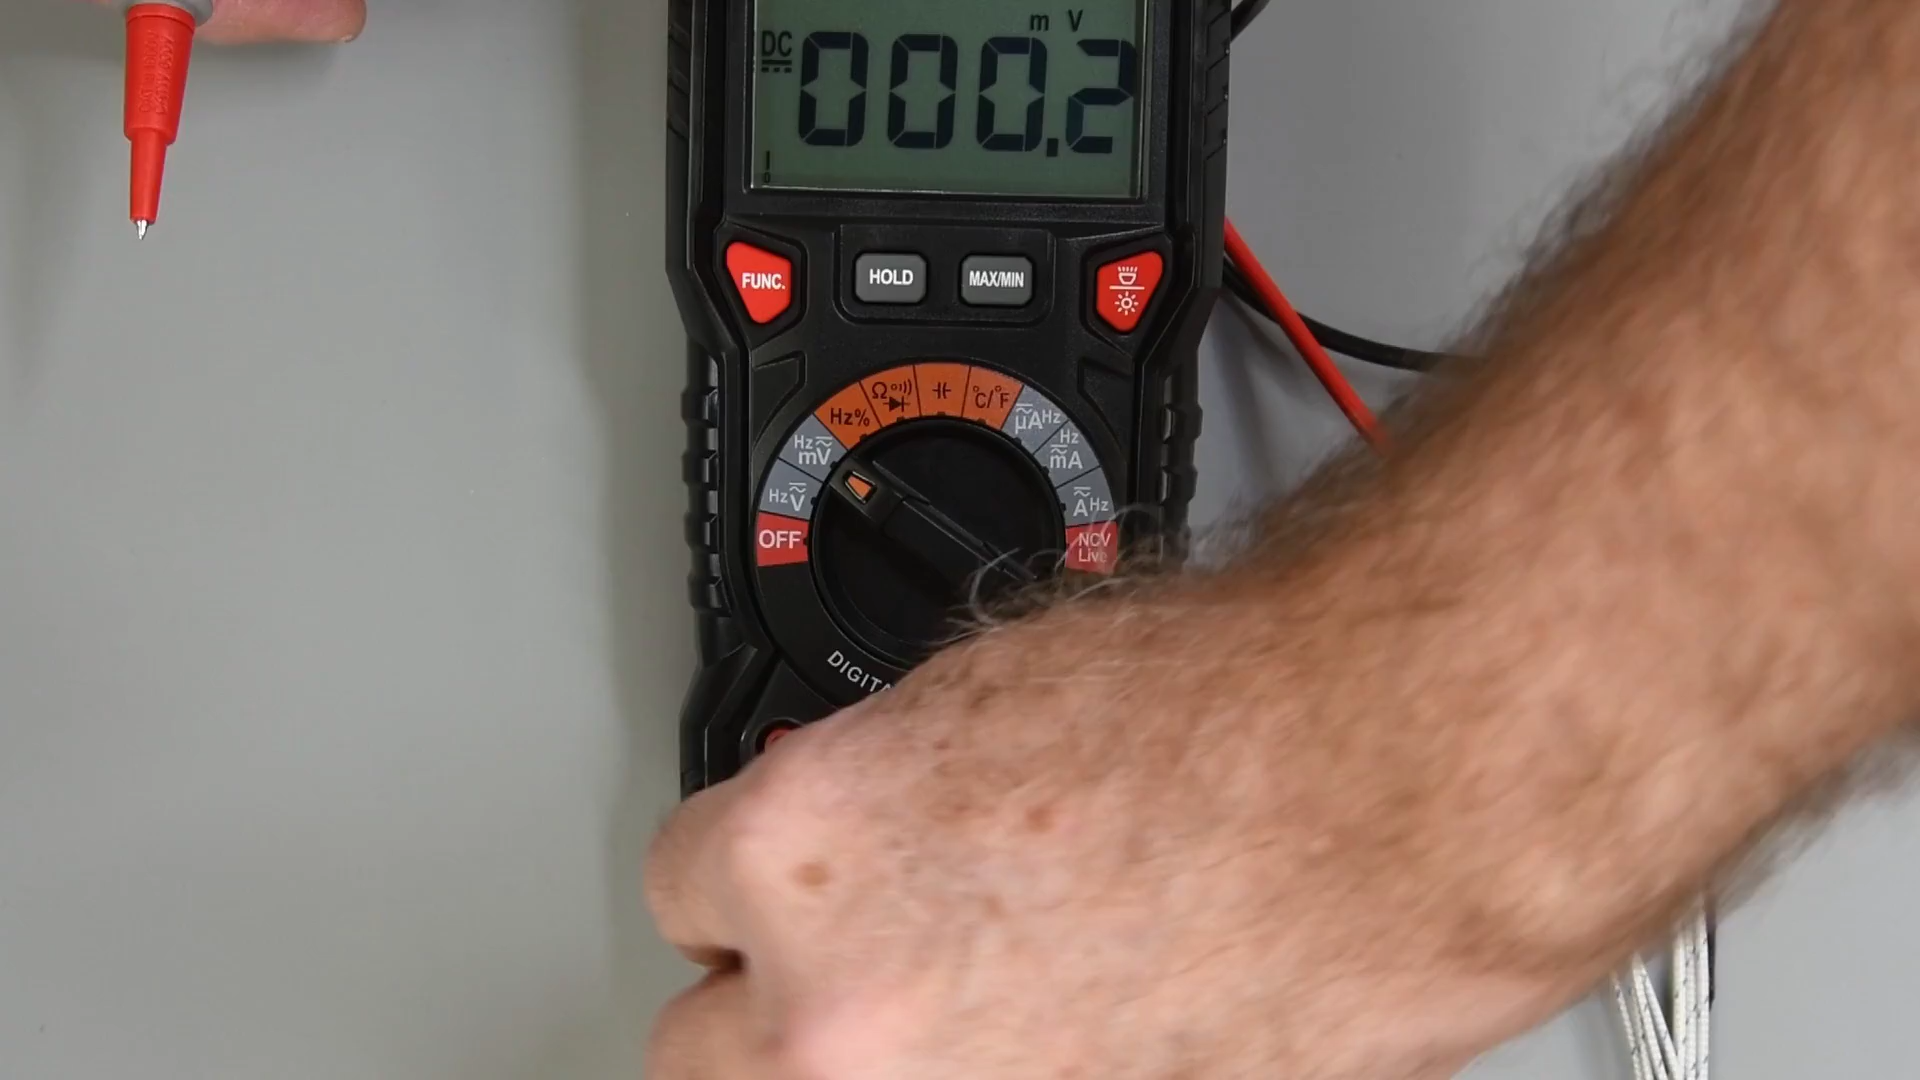 m V
DC
000.2
FUNC.
HOLD
MAX/MIN
Hz%
Ω
°C/°F
Hz
mV
μA Hz
Hz
mA
Hz V
A Hz
OFF
NCV
Live
DIGITA